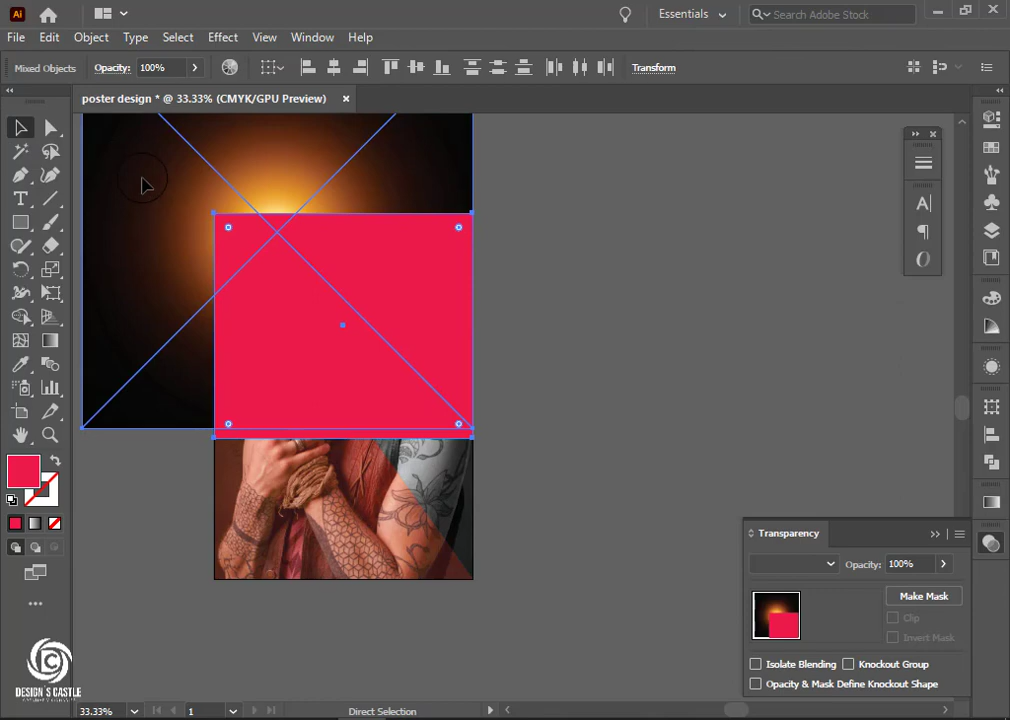 Ai
Essentials
Search Adobe Stock
File Edit Object Type Select Effect View Window Help
Mixed Objects Opacity: 100% Transform
poster design * @ 33.33% (CMYK/GPU Preview) ×
Transparency
Opacity: 100%
Make Mask
Clip
Invert Mask
Isolate Blending Knockout Group
Opacity & Mask Define Knockout Shape
DESIGN'S CASTLE
33.33% 1 Direct Selection